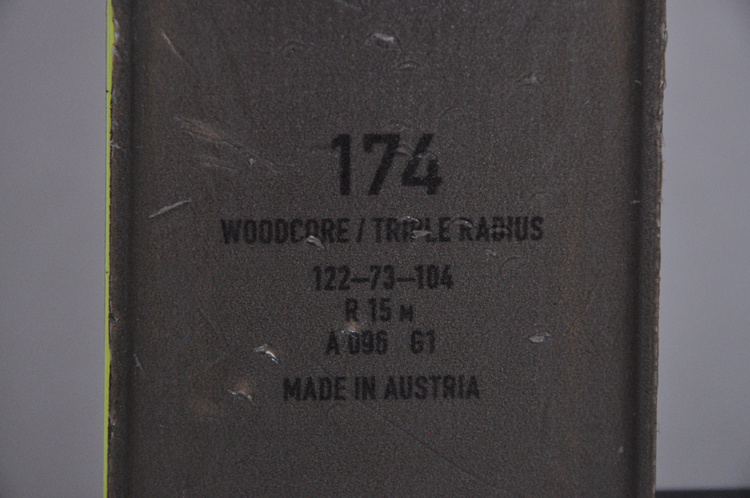 174
WOODCORE / TRIPLE RADIUS
122–73–104
R 15 M
A 096 G1
MADE IN AUSTRIA